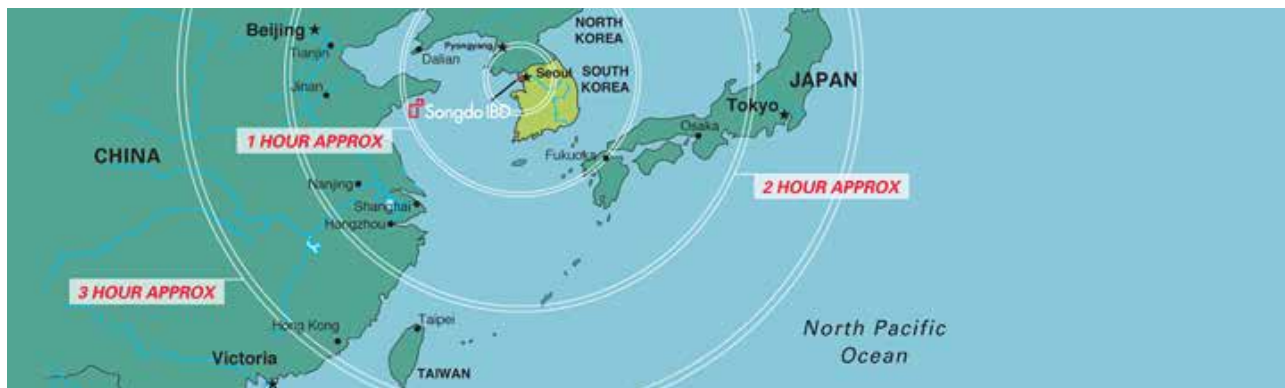 NORTH
KOREA
Beijing
Tianjin
Dalian
Pyongyang
Seoul
SOUTH
KOREA
JAPAN
Jinan
Songdo IBD
Tokyo
1 HOUR APPROX
Osaka
CHINA
Fukuoka
Nanjing
2 HOUR APPROX
Shanghai
Hangzhou
3 HOUR APPROX
Hong Kong
Taipei
North Pacific
Ocean
Victoria
TAIWAN